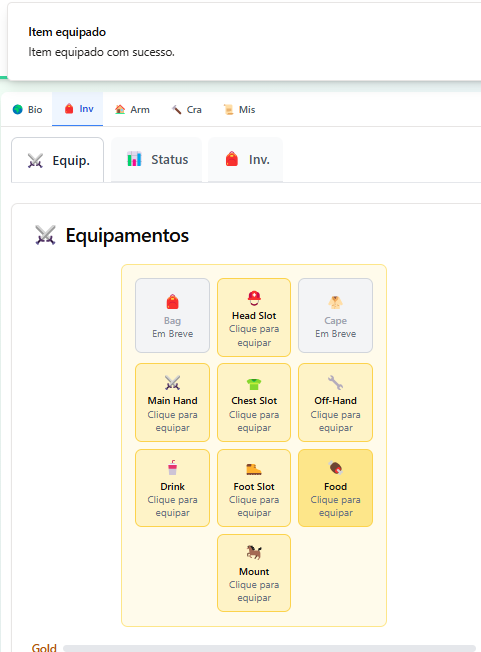 Item equipado
Item equipado com sucesso.
Bio
Inv
Arm
Cra
Mis
Equip.
Status
Inv.
Equipamentos
Bag
Em Breve
Head Slot
Clique para
equipar
Cape
Em Breve
Main Hand
Clique para
equipar
Chest Slot
Clique para
equipar
Off-Hand
Clique para
equipar
Drink
Clique para
equipar
Foot Slot
Clique para
equipar
Food
Clique para
equipar
Mount
Clique para
equipar
Gold